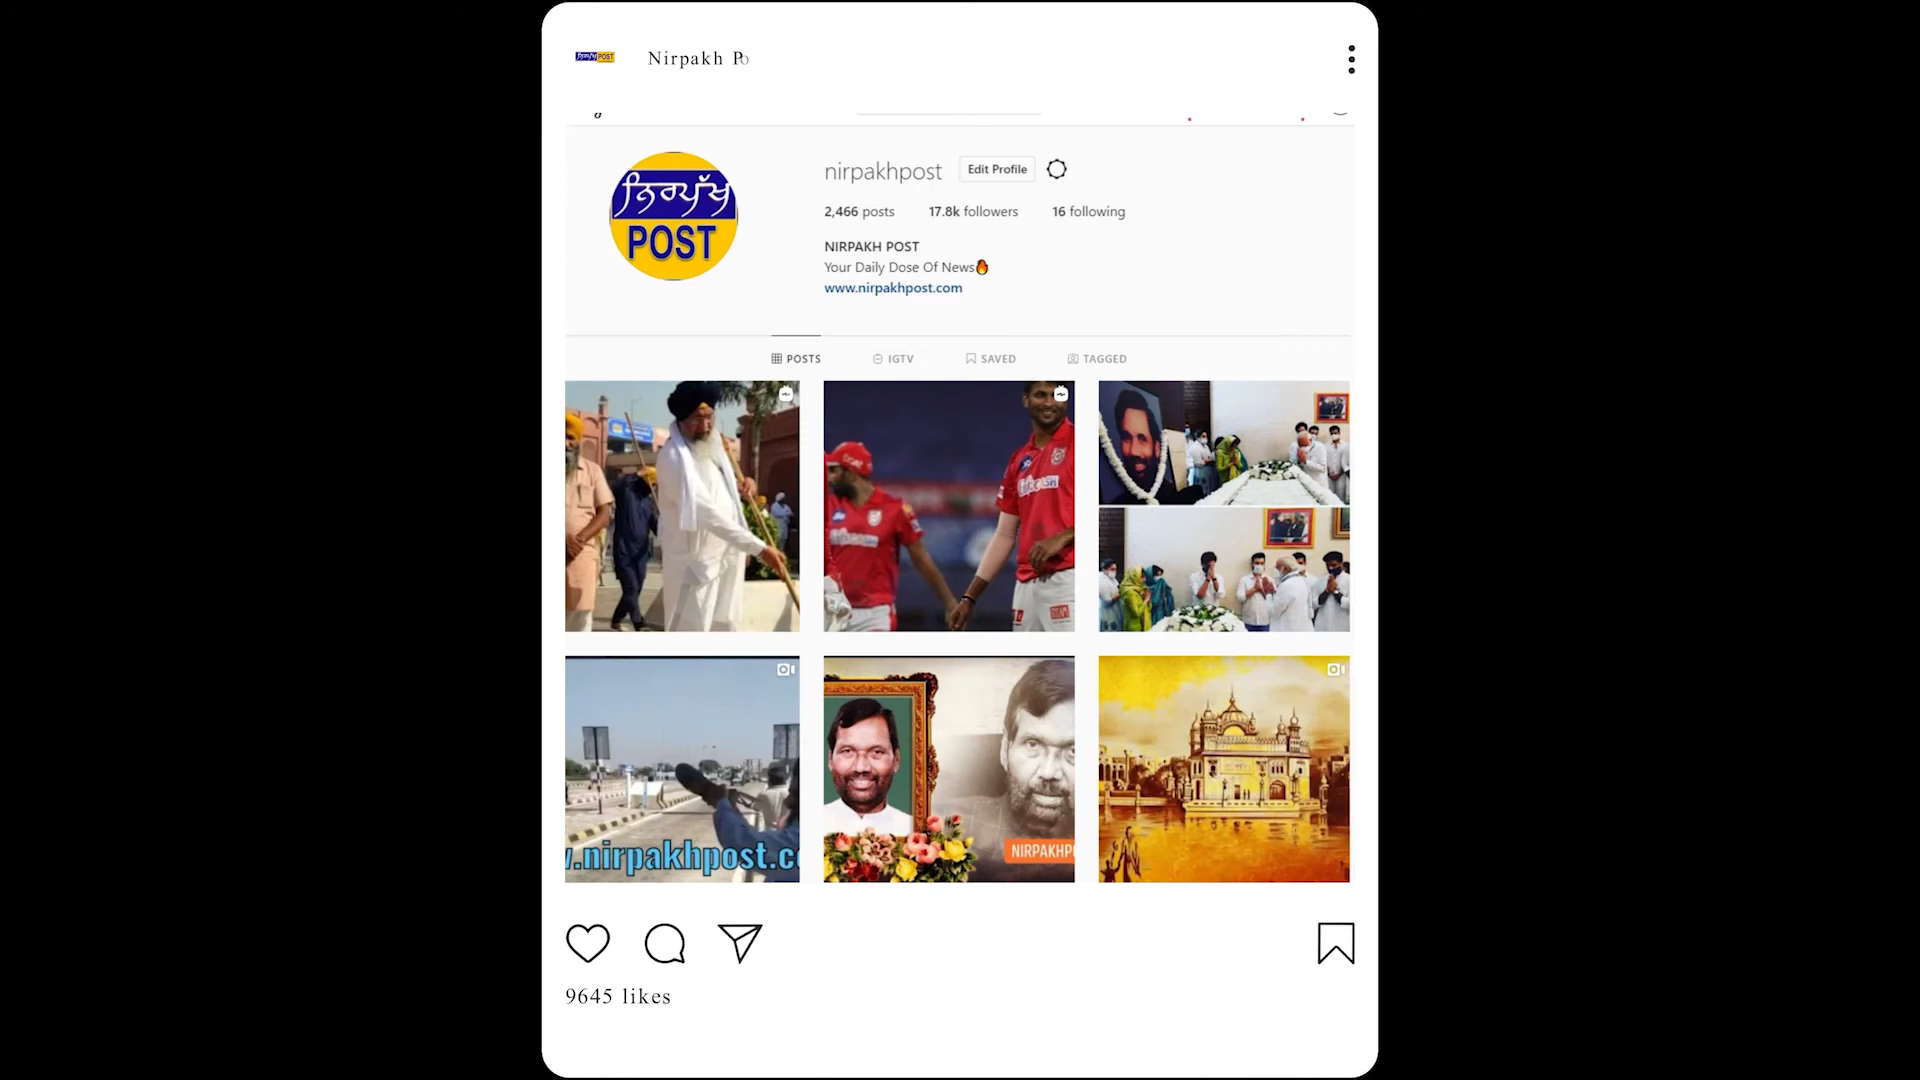 Nirpakh Po
nirpakhpost
Edit Profile
2,466 posts
17.8k followers
16 following
NIRPAKH POST
Your Daily Dose Of News🔥
www.nirpakhpost.com
ਨਿਰਪੱਖ
POST
POSTS
IGTV
SAVED
TAGGED
.nirpakhpost.c
NIRPAKHP
9645 likes